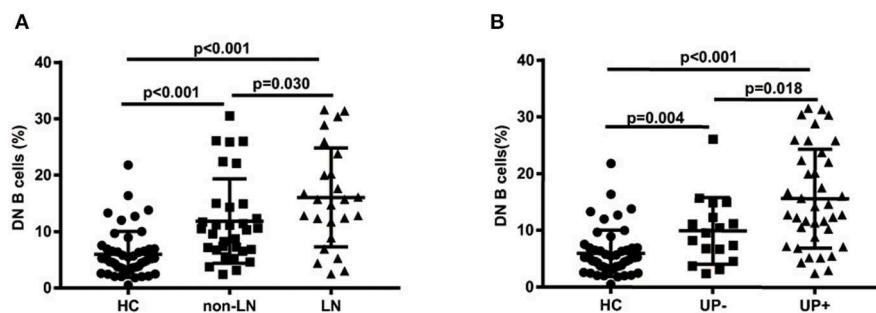 A
p<0.001
p<0.001
p=0.030
DN B cells (%)
40
30
20
10
0
HC
non-LN
LN
B
p<0.001
p=0.018
p=0.004
DN B cells(%)
40
30
20
10
0
HC
UP-
UP+